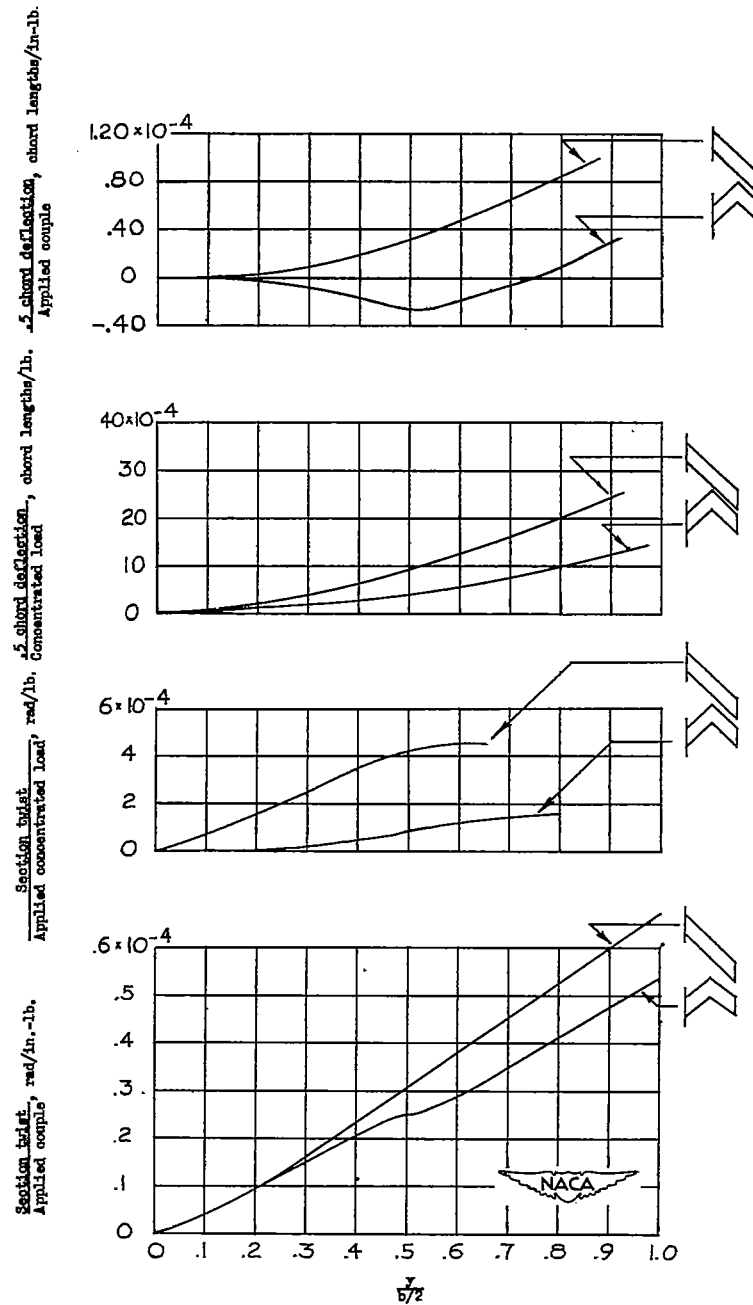 .5 chord deflection, chord lengths/in-lb.
Applied couple
1.20×10-4
.80
.40
0
-.40
.5 chord deflection, chord lengths/lb.
Concentrated load
40×10-4
30
20
10
0
Section twist, rad/lb.
Applied concentrated load
6×10-4
4
2
0
Section twist, rad/in.-lb.
Applied couple
.6×10-4
.5
.4
.3
.2
.1
0
NACA
0 .1 .2 .3 .4 .5 .6 .7 .8 .9 1.0
y
b/2